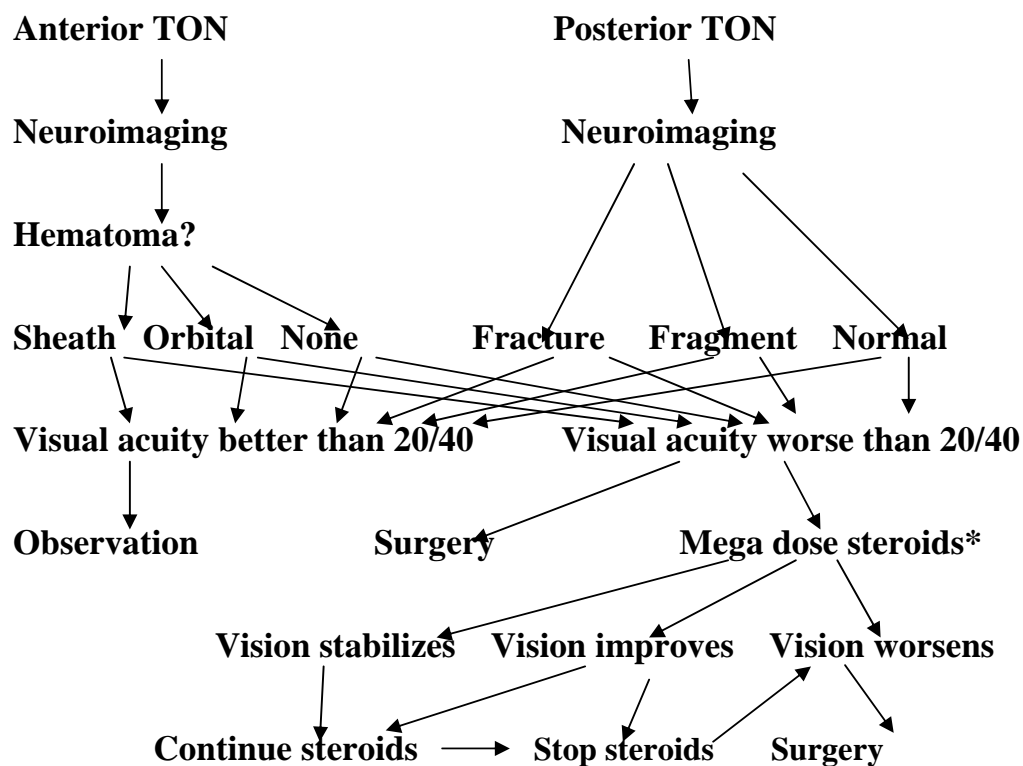 Anterior TON Posterior TON
Neuroimaging Neuroimaging
Hematoma?
Sheath Orbital None Fracture Fragment Normal
Visual acuity better than 20/40 Visual acuity worse than 20/40
Observation Surgery Mega dose steroids*
Vision stabilizes Vision improves Vision worsens
Continue steroids Stop steroids Surgery